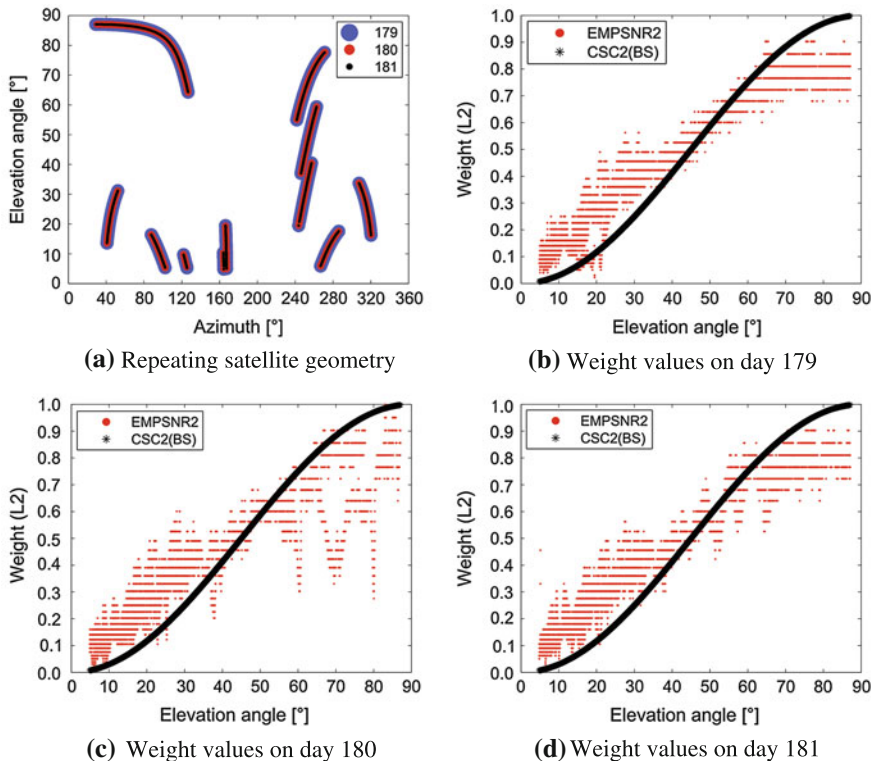 90
80
70
60
50
40
30
20
10
0
Elevation angle [°]
179
180
181
0 40 80 120 160 200 240 280 320 360
Azimuth [°]
(a) Repeating satellite geometry
1.0
0.9
0.8
0.7
0.6
0.5
0.4
0.3
0.2
0.1
0.0
Weight (L2)
EMPSNR2
CSC2(BS)
0 10 20 30 40 50 60 70 80 90
Elevation angle [°]
(b) Weight values on day 179
1.0
0.9
0.8
0.7
0.6
0.5
0.4
0.3
0.2
0.1
0.0
Weight (L2)
EMPSNR2
CSC2(BS)
0 10 20 30 40 50 60 70 80 90
Elevation angle [°]
(c) Weight values on day 180
1.0
0.9
0.8
0.7
0.6
0.5
0.4
0.3
0.2
0.1
0.0
Weight (L2)
EMPSNR2
CSC2(BS)
0 10 20 30 40 50 60 70 80 90
Elevation angle [°]
(d) Weight values on day 181